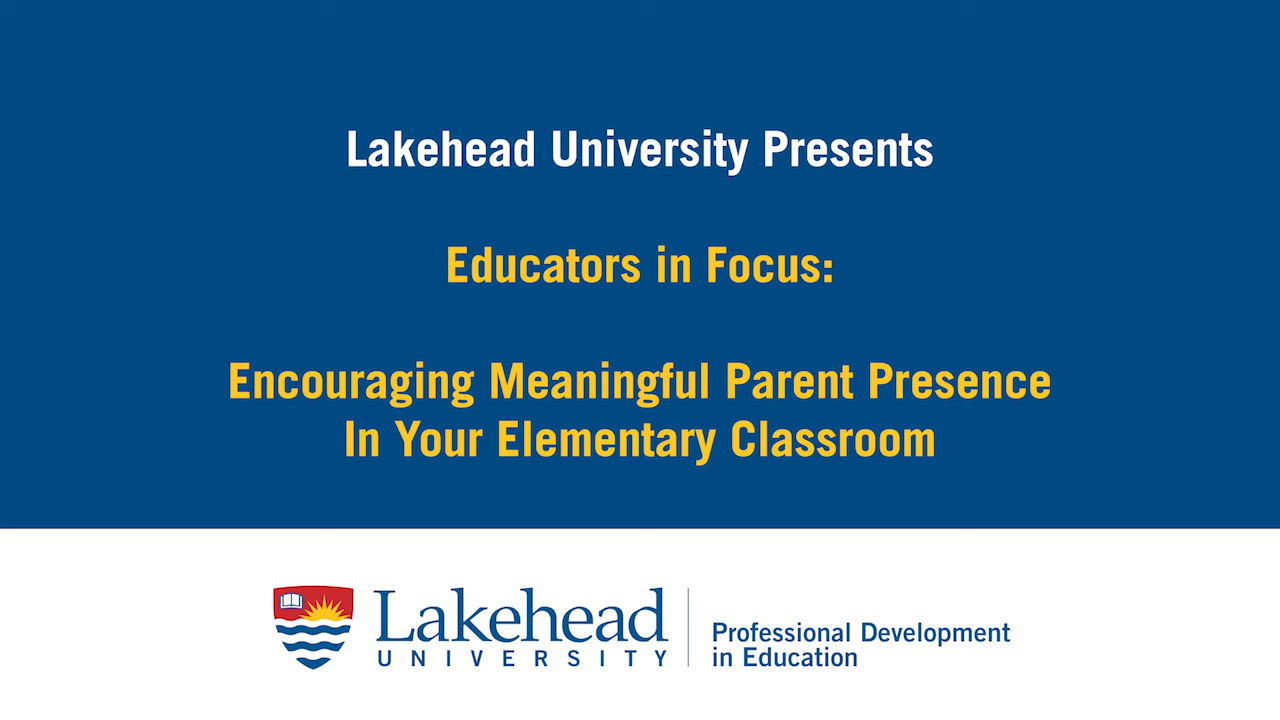 Lakehead University Presents
Educators in Focus:
Encouraging Meaningful Parent Presence
In Your Elementary Classroom
Lakehead
UNIVERSITY
Professional Development
in Education